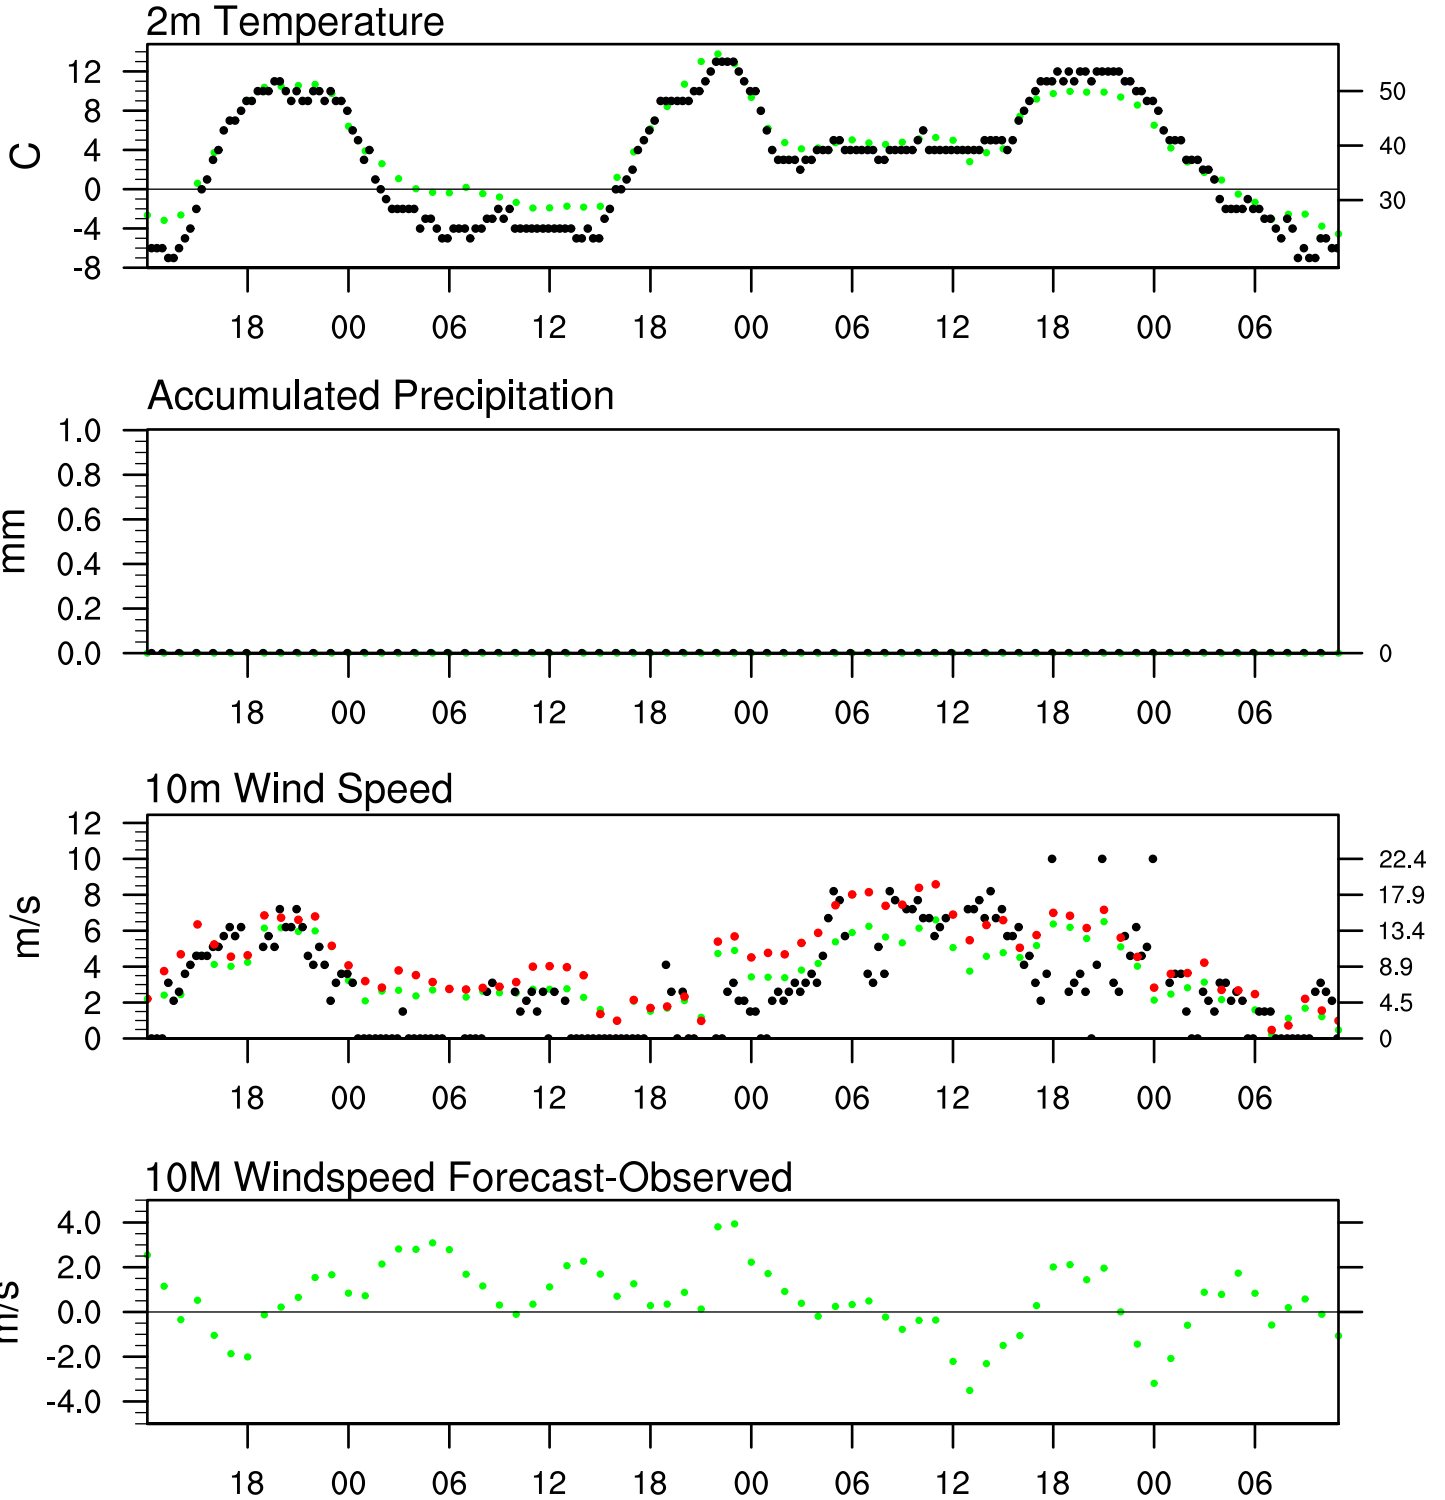 2m Temperature
12
8
4
0
-4
-8
C
50
40
30
18 00 06 12 18 00 06 12 18 00 06
Accumulated Precipitation
1.0
0.8
0.6
0.4
0.2
0.0
mm
0
18 00 06 12 18 00 06 12 18 00 06
10m Wind Speed
12
10
8
6
4
2
0
m/s
22.4
17.9
13.4
8.9
4.5
0
18 00 06 12 18 00 06 12 18 00 06
10M Windspeed Forecast-Observed
4.0
2.0
0.0
-2.0
-4.0
m/s
18 00 06 12 18 00 06 12 18 00 06